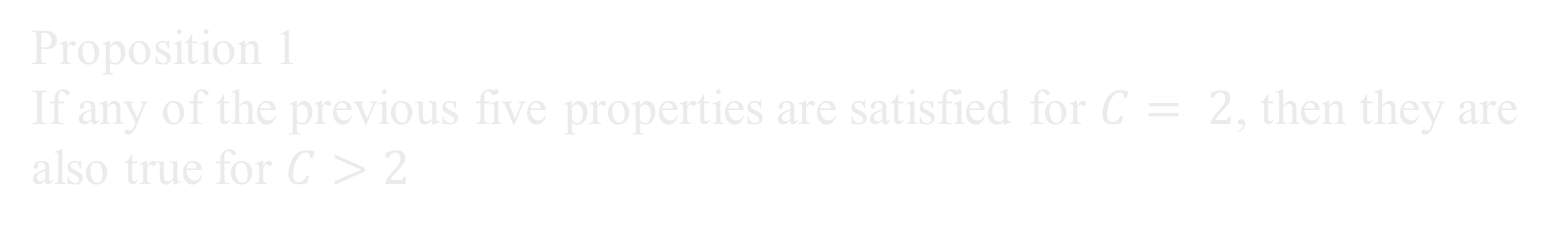 Proposition 1
If any of the previous five properties are satisfied for C = 2, then they are
also true for C > 2